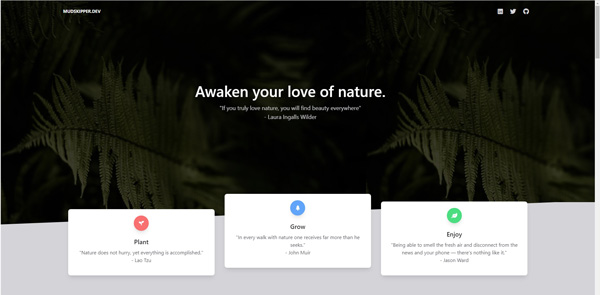 MUDSKIPPER.DEV
Awaken your love of nature.
"If you truly love nature, you will find beauty everywhere"
- Laura Ingalls Wilder
Plant
"Nature does not hurry, yet everything is accomplished."
- Lao Tzu
Grow
"In every walk with nature one receives far more than he
seeks."
- John Muir
Enjoy
"Being able to smell the fresh air and disconnect from the
news and your phone — there's nothing like it."
- Jason Ward